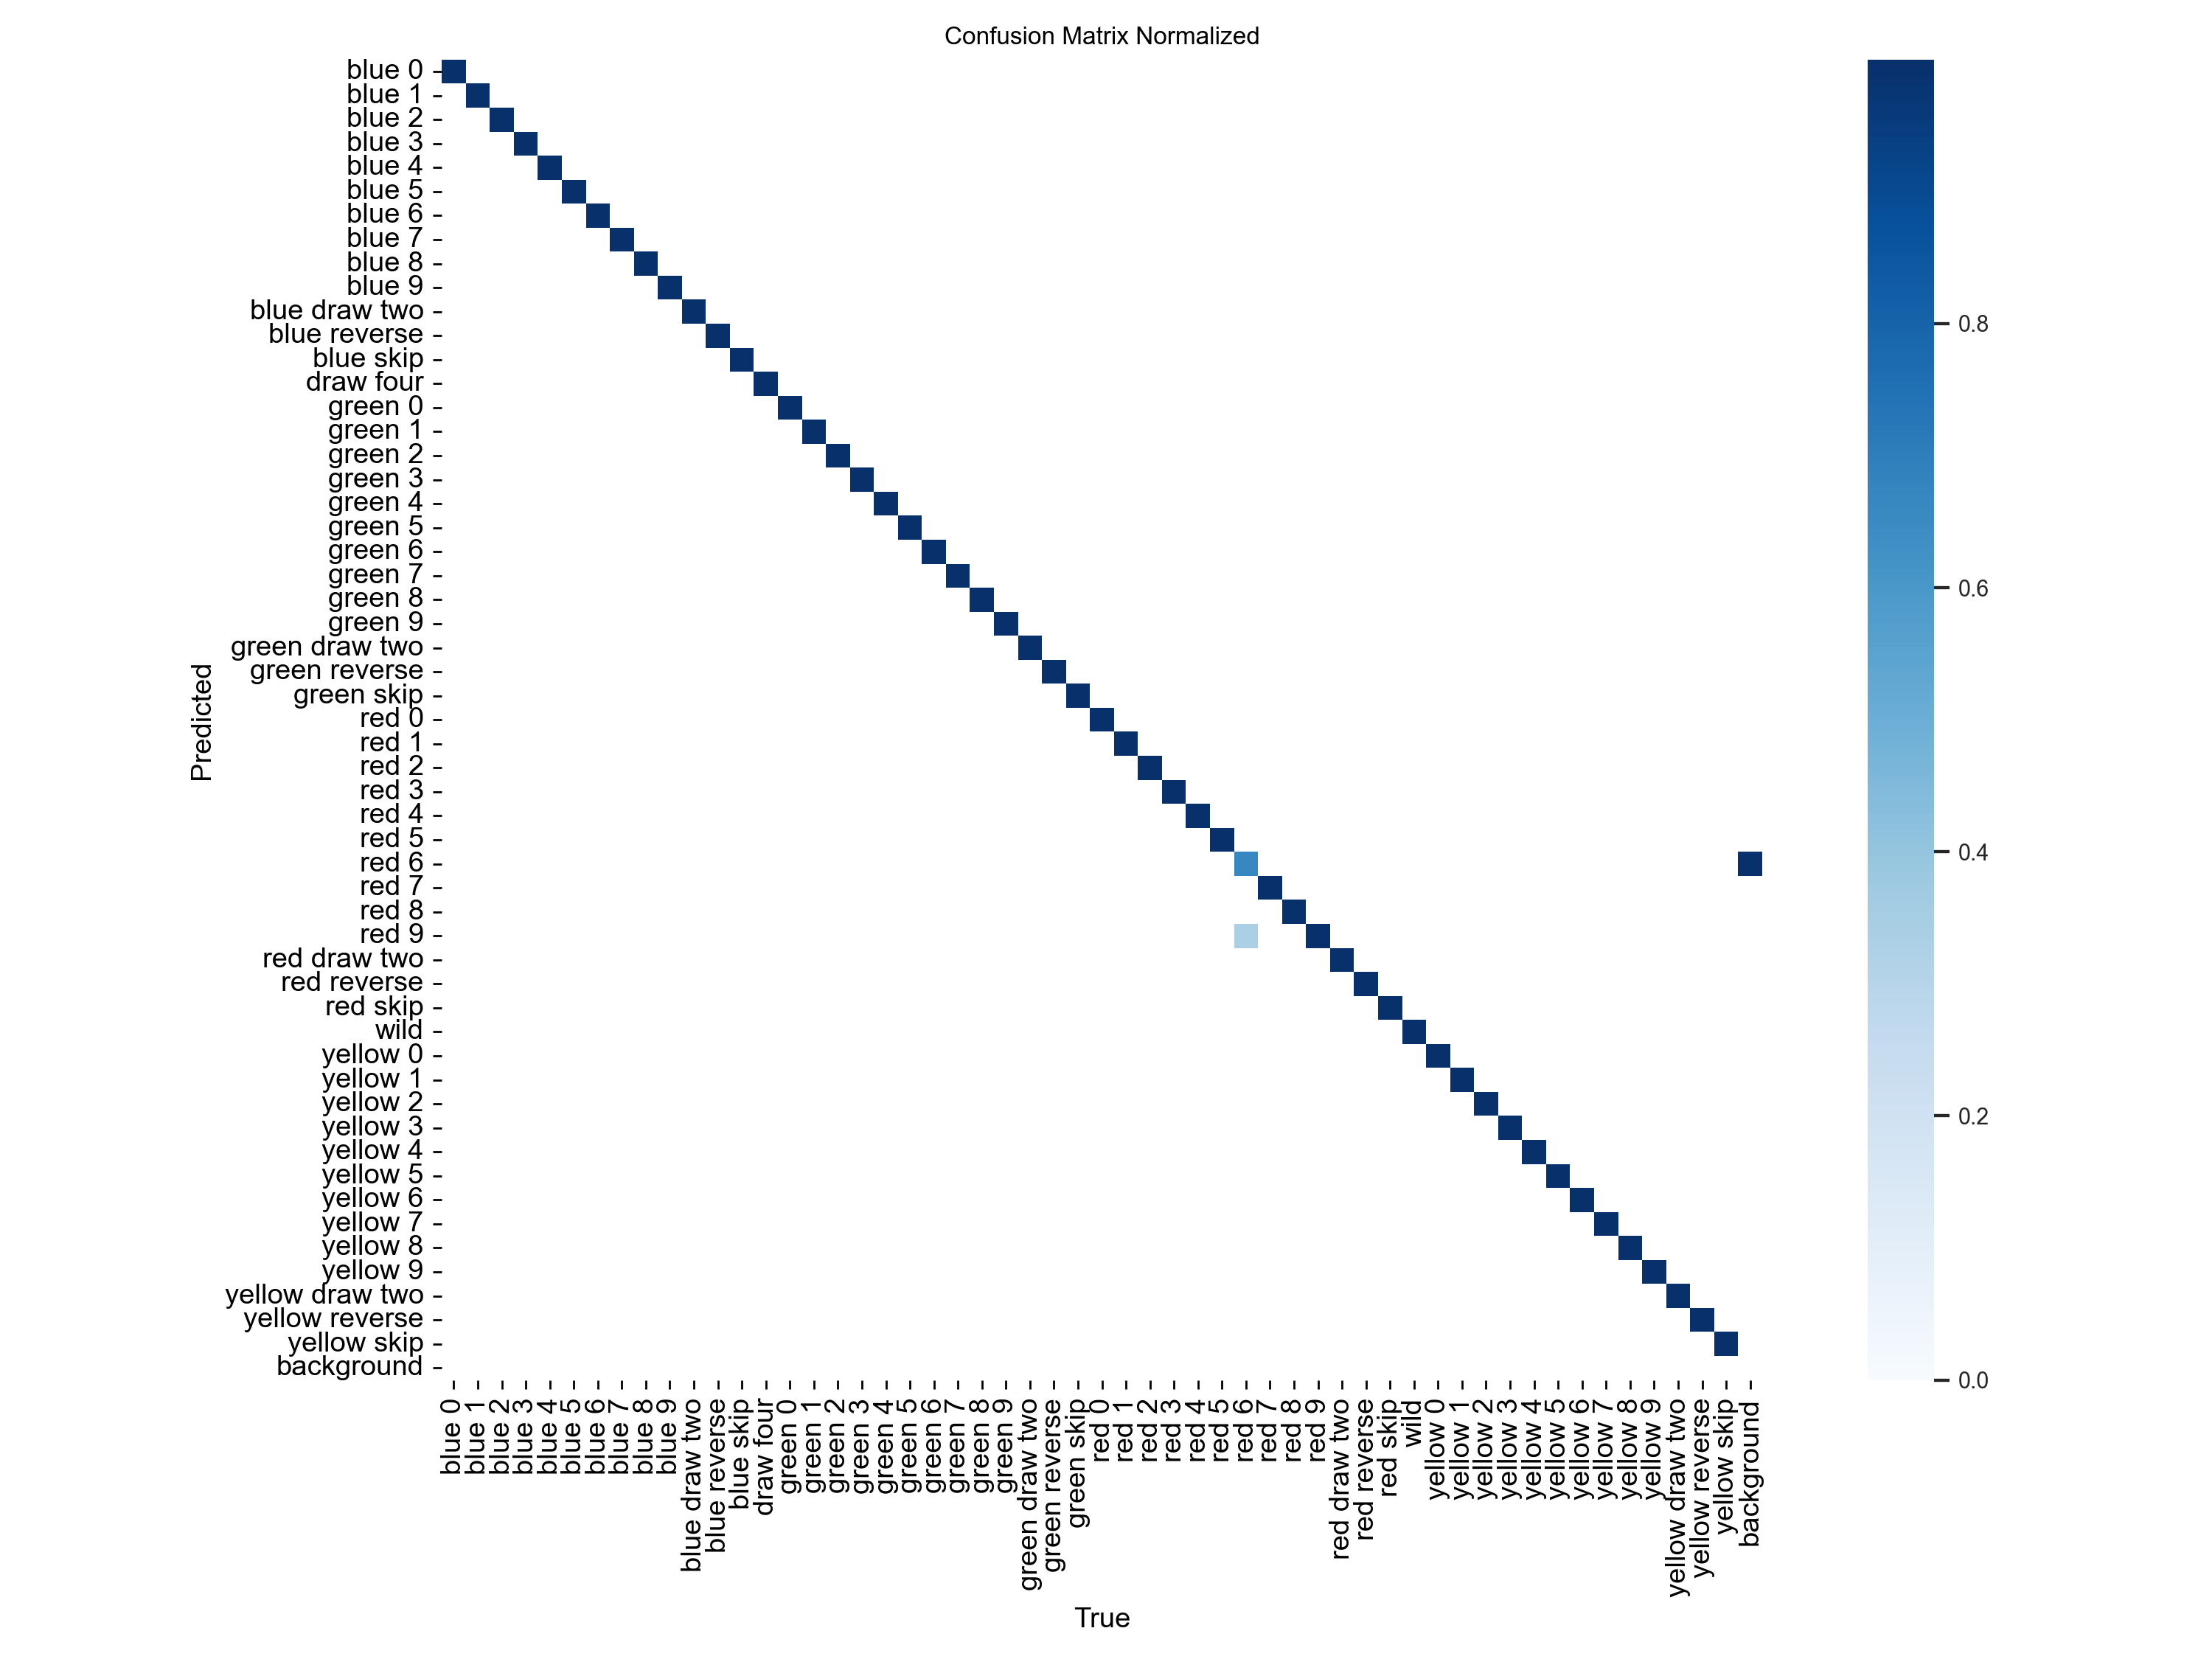 Confusion Matrix Normalized
blue 0
blue 1
blue 2
blue 3
blue 4
blue 5
blue 6
blue 7
blue 8
blue 9
blue draw two
blue reverse
blue skip
draw four
green 0
green 1
green 2
green 3
green 4
green 5
green 6
green 7
green 8
green 9
green draw two
green reverse
green skip
red 0
red 1
red 2
red 3
red 4
red 5
red 6
red 7
red 8
red 9
red draw two
red reverse
red skip
wild
yellow 0
yellow 1
yellow 2
yellow 3
yellow 4
yellow 5
yellow 6
yellow 7
yellow 8
yellow 9
yellow draw two
yellow reverse
yellow skip
background
Predicted
blue 0
blue 1
blue 2
blue 3
blue 4
blue 5
blue 6
blue 7
blue 8
blue 9
blue draw two
blue reverse
blue skip
draw four
green 0
green 1
green 2
green 3
green 4
green 5
green 6
green 7
green 8
green 9
green draw two
green reverse
green skip
red 0
red 1
red 2
red 3
red 4
red 5
red 6
red 7
red 8
red 9
red draw two
red reverse
red skip
wild
yellow 0
yellow 1
yellow 2
yellow 3
yellow 4
yellow 5
yellow 6
yellow 7
yellow 8
yellow 9
yellow draw two
yellow reverse
yellow skip
background
True
0.8
0.6
0.4
0.2
0.0